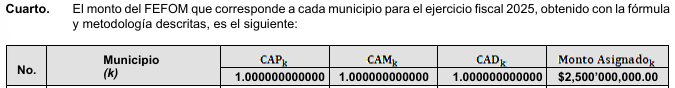 Cuarto. El monto del FEFOM que corresponde a cada municipio para el ejercicio fiscal 2025, obtenido con la fórmula
y metodología descritas, es el siguiente:
No. Municipio (k) CAPk CAMk CADk Monto Asignadok
1.000000000000 1.000000000000 1.000000000000 $2,500'000,000.00